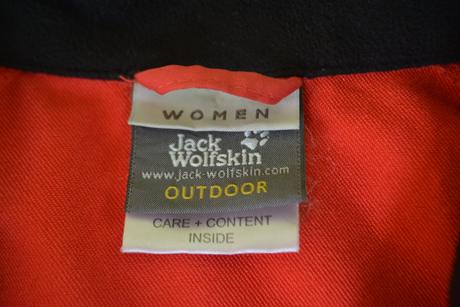 WOMEN
Jack
Wolfskin
www.jack-wolfskin.com
OUTDOOR
CARE + CONTENT
INSIDE